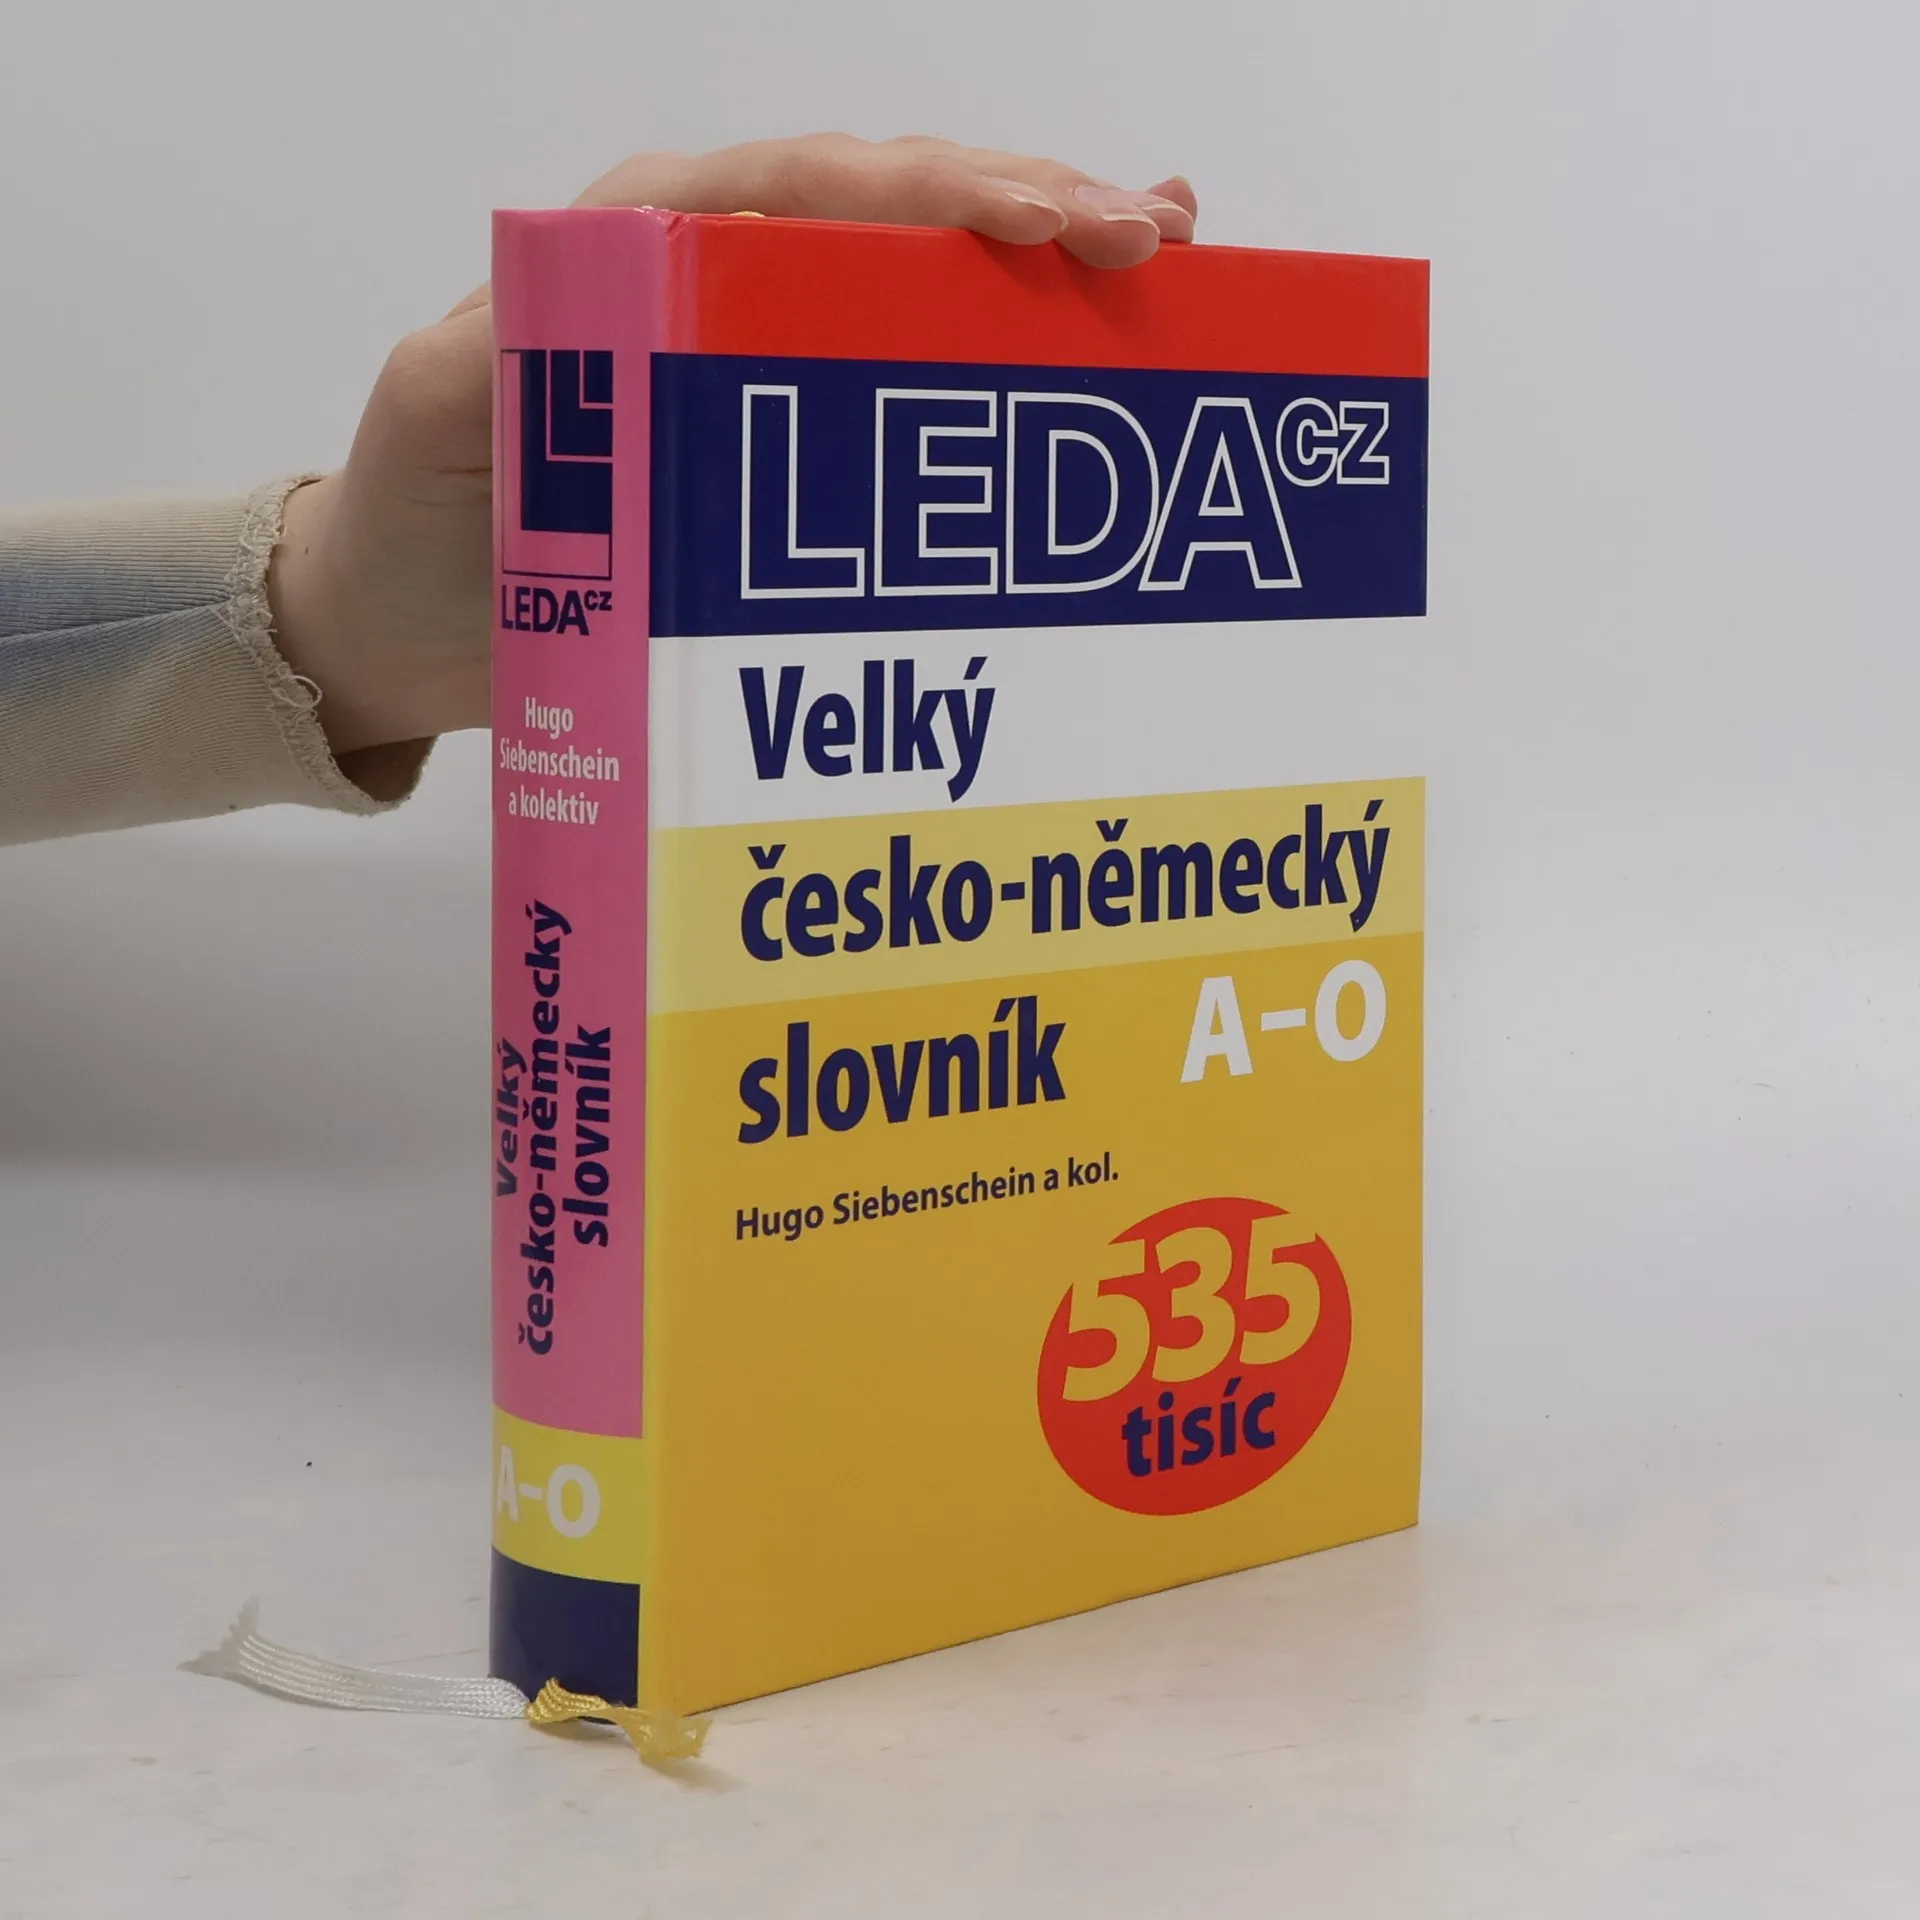 LEDA CZ
Hugo
Siebenschein
a kolektiv
Velký
česko-německý
slovník
A–O
LEDA CZ
Velký
česko-německý
slovník A–O
Hugo Siebenschein a kol.
535
tisíc